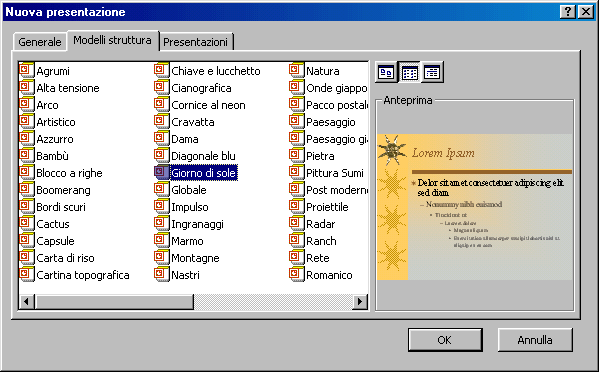 Nuova presentazione
Generale
Modelli struttura
Presentazioni
Agrumi
Alta tensione
Arco
Artistico
Azzurro
Bambù
Blocco a righe
Boomerang
Bordi scuri
Cactus
Capsule
Carta di riso
Cartina topografica
Chiave e lucchetto
Cianografica
Cornice al neon
Cravatta
Dama
Diagonale blu
Giorno di sole
Globale
Impulso
Ingranaggi
Marmo
Montagne
Nastri
Natura
Onde giappo
Pacco postale
Paesaggio
Paesaggio gia
Pietra
Pittura Sumi
Post moderno
Proiettile
Radar
Ranch
Rete
Romanico
Anteprima
Lorem Ipsum
Delor sit amet consectetuer adipiscing elit
sed diam
– Nonummy nibh euismod
• Tincidunt ut
– Laoreet dolore
• Magna aliquam
OK
Annulla